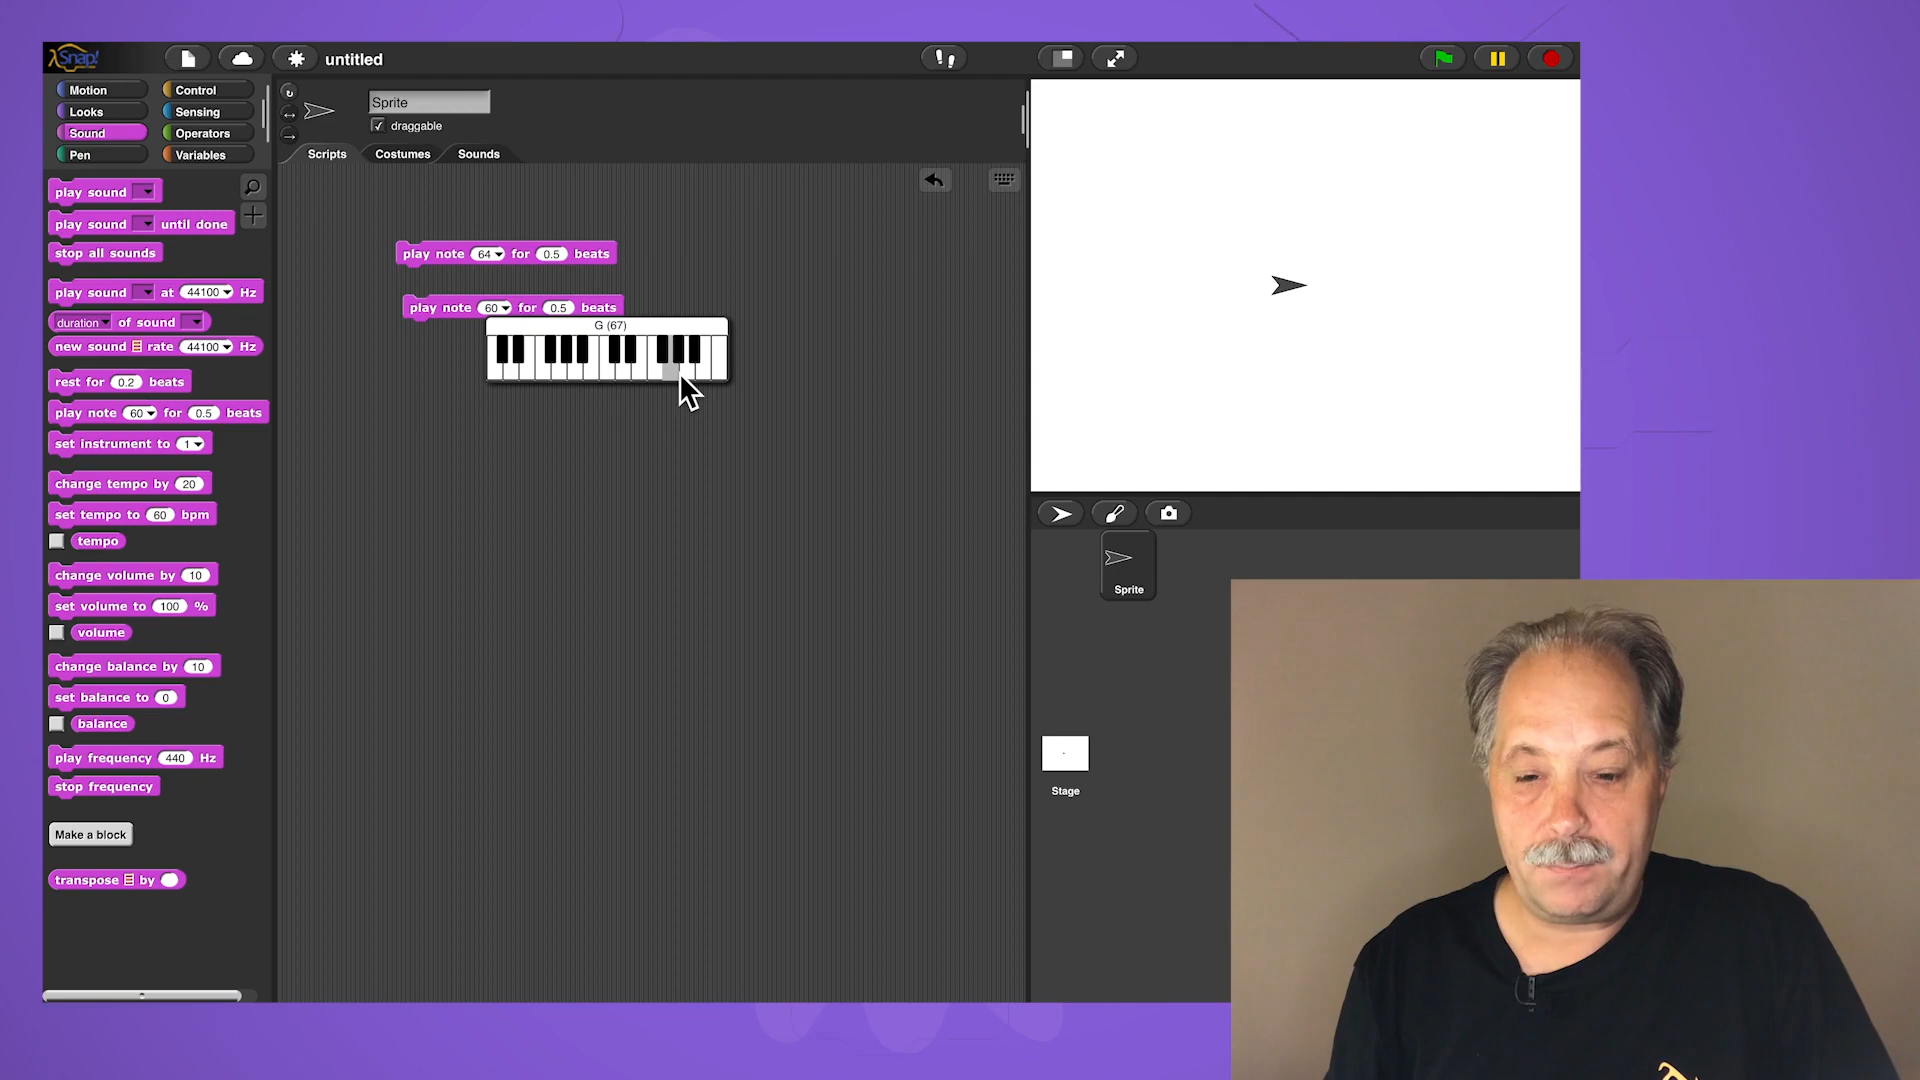 Snap!
untitled
Motion
Control
Looks
Sensing
Sound
Operators
Pen
Variables
Sprite
draggable
Scripts
Costumes
Sounds
play sound
play sound until done
stop all sounds
play sound at 44100 Hz
duration of sound
new sound rate 44100 Hz
rest for 0.2 beats
play note 60 for 0.5 beats
set instrument to 1
change tempo by 20
set tempo to 60 bpm
tempo
change volume by 10
set volume to 100 %
volume
change balance by 10
set balance to 0
balance
play frequency 440 Hz
stop frequency
Make a block
transpose by
play note 64 for 0.5 beats
play note 60 for 0.5 beats
G (67)
Sprite
Stage